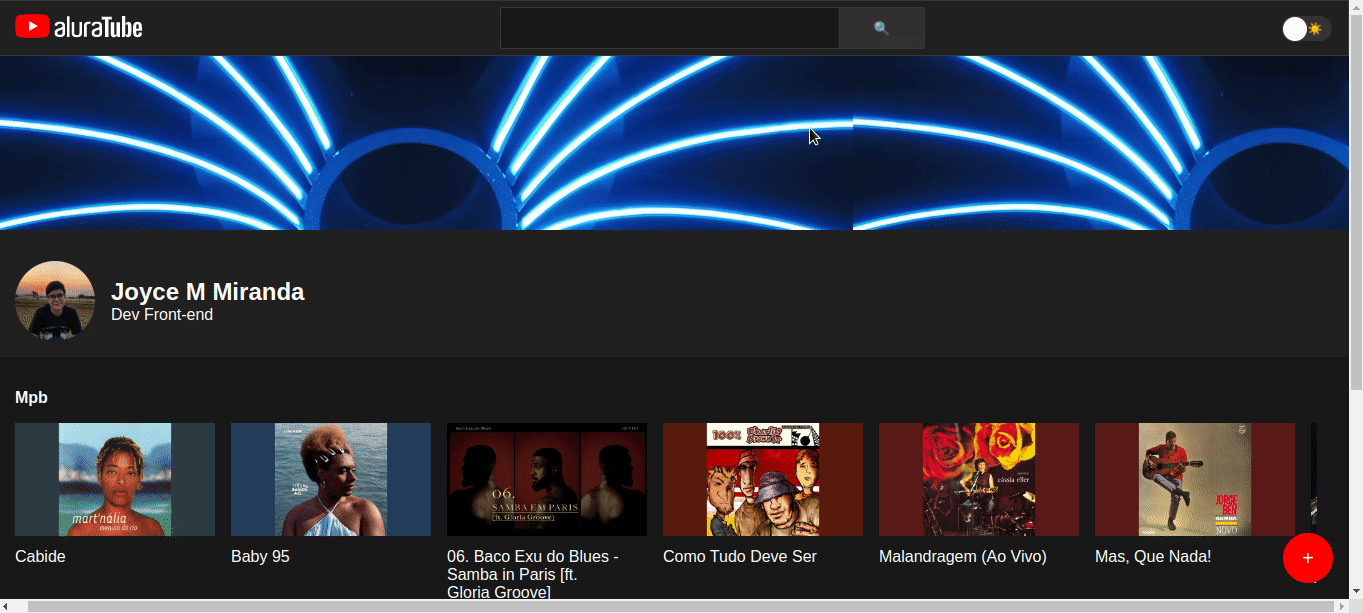 aluraTube
Joyce M Miranda
Dev Front-end
Mpb
mart'nália
menino do rio
06.
SAMBA EM PARIS
(ft. Gloria Groove)
100%
cássia eller
JORGE
BEN
SAMBA
NOVO
Cabide
Baby 95
06. Baco Exu do Blues -
Samba in Paris [ft.
Gloria Groove]
Como Tudo Deve Ser
Malandragem (Ao Vivo)
Mas, Que Nada!
+